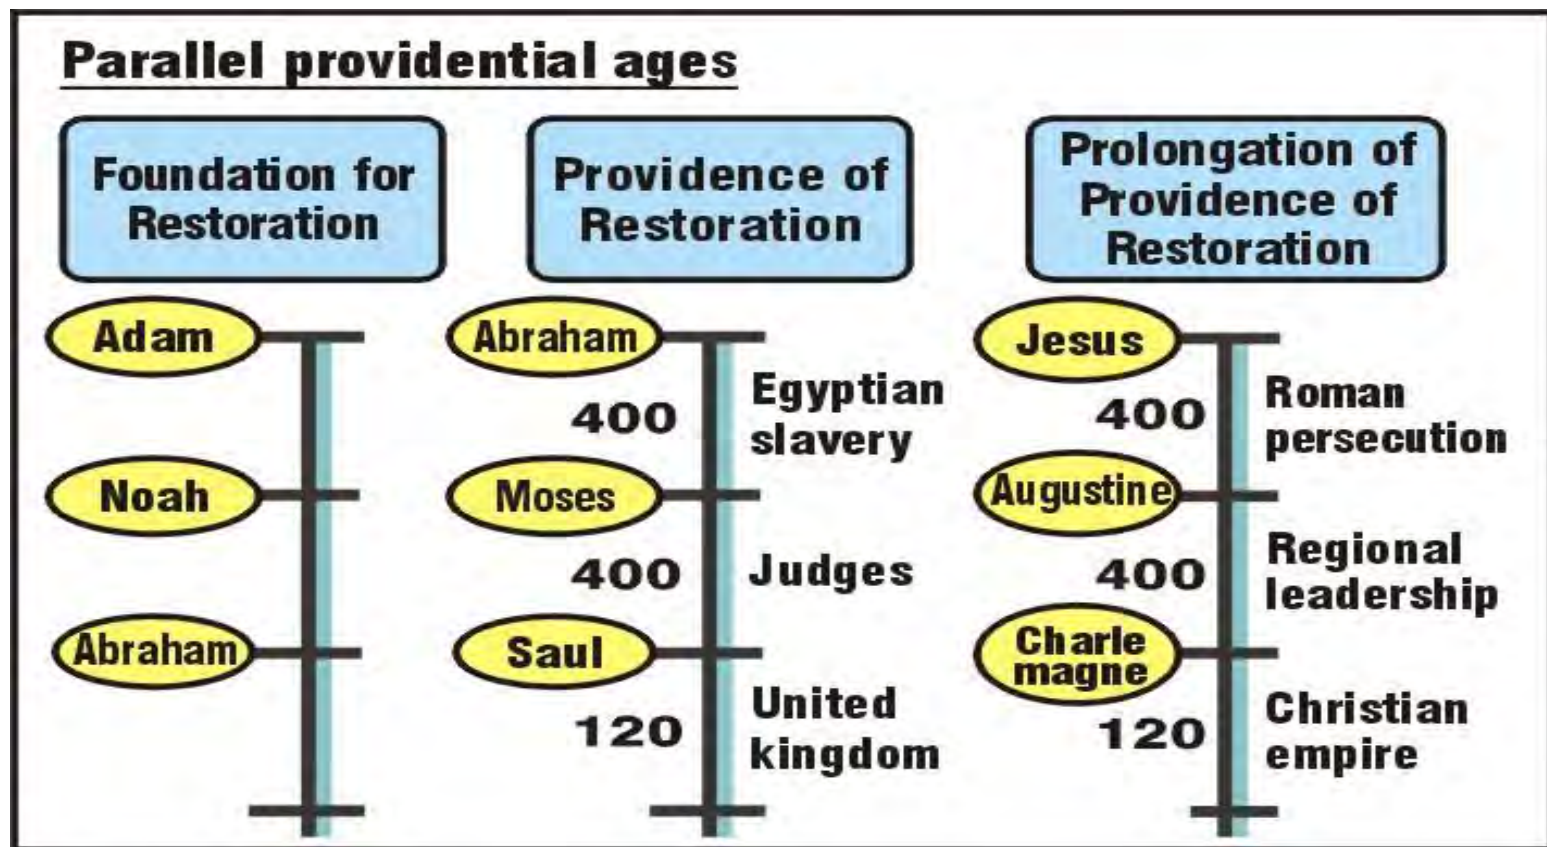 Parallel providential ages
Foundation for
Restoration
Providence of
Restoration
Prolongation of
Providence of
Restoration
Adam
Noah
Abraham
Abraham
400
Egyptian
slavery
Moses
400
Judges
Saul
120
United
kingdom
Jesus
400
Roman
persecution
Augustine
400
Regional
leadership
Charle
magne
120
Christian
empire